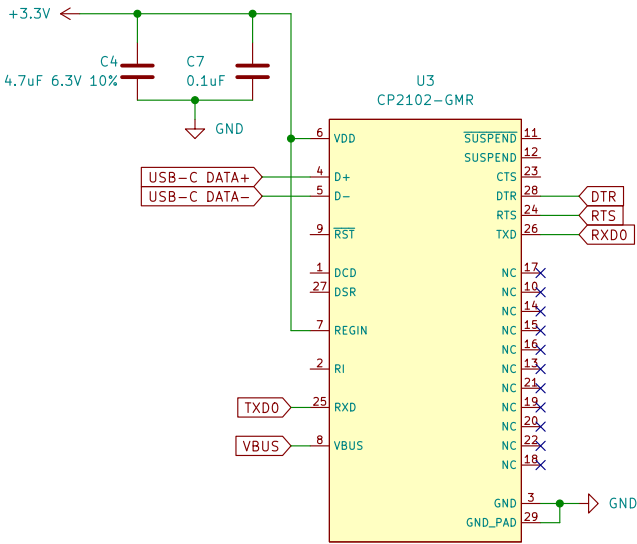 +3.3V
C4
4.7uF 6.3V 10%
C7
0.1uF
GND
U3
CP2102-GMR
6 VDD
SUSPEND 11
SUSPEND 12
USB-C DATA+ 4 D+
CTS 23
USB-C DATA- 5 D-
DTR 28 DTR
RTS 24 RTS
9 RST
TXD 26 RXD0
1 DCD
NC 17
27 DSR
NC 10
NC 14
7 REGIN
NC 15
NC 16
2 RI
NC 13
NC 21
TXD0 25 RXD
NC 19
NC 20
VBUS 8 VBUS
NC 22
NC 18
GND 3 GND
GND_PAD 29